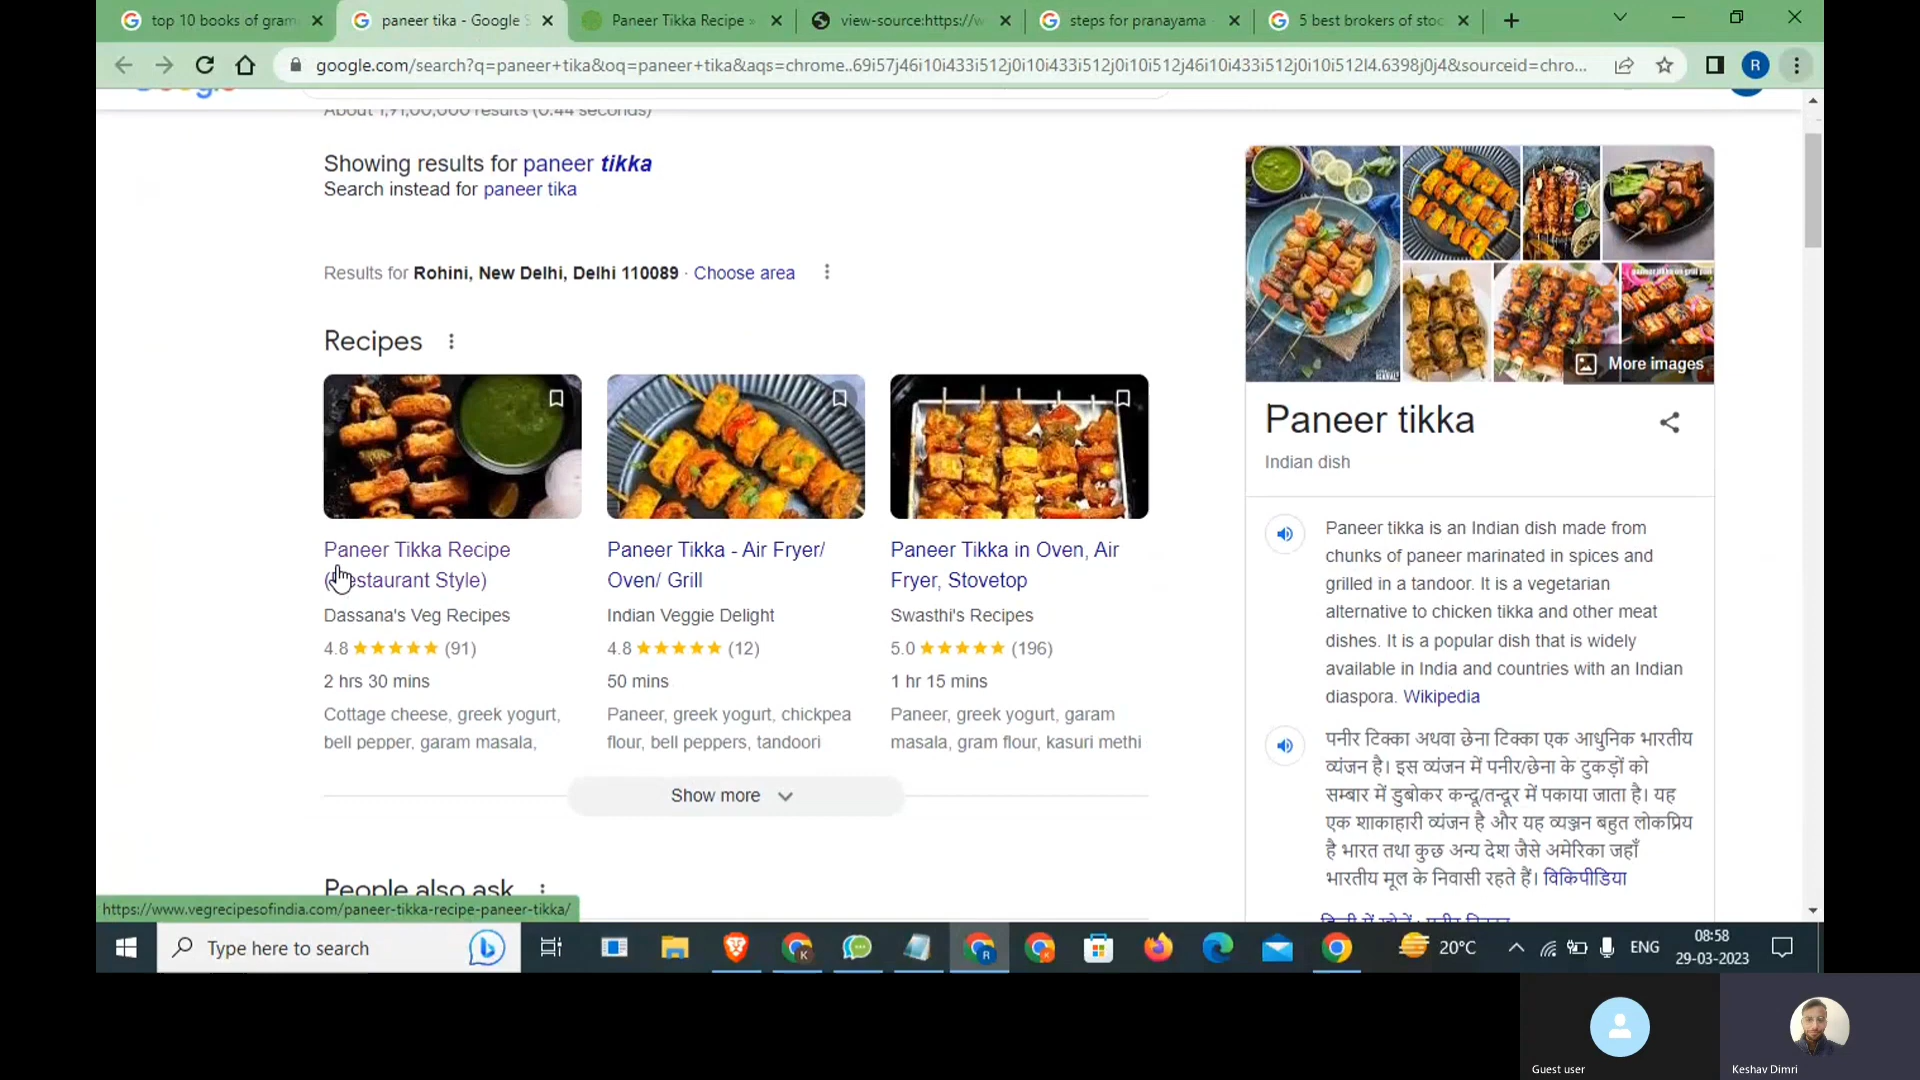 top 10 books of gram
paneer tika - Google S
Paneer Tikka Recipe »
view-source:https://w
steps for pranayama
5 best brokers of stoc
google.com/search?q=paneer+tika&oq=paneer+tika&aqs=chrome..69i57j46i10i433i512j0i10i433i512j0i10i512j46i10i433i512j0i10i512l4.6398j0j4&sourceid=chro...
R
About 1,91,00,000 results (0.44 seconds)
Showing results for paneer tikka
Search instead for paneer tika
Results for Rohini, New Delhi, Delhi 110089 · Choose area
Recipes
Paneer Tikka Recipe
(Restaurant Style)
Dassana's Veg Recipes
4.8 (91)
2 hrs 30 mins
Cottage cheese, greek yogurt,
bell pepper, garam masala,
Paneer Tikka - Air Fryer/
Oven/ Grill
Indian Veggie Delight
4.8 (12)
50 mins
Paneer, greek yogurt, chickpea
flour, bell peppers, tandoori
Paneer Tikka in Oven, Air
Fryer, Stovetop
Swasthi's Recipes
5.0 (196)
1 hr 15 mins
Paneer, greek yogurt, garam
masala, gram flour, kasuri methi
Show more
People also ask
More images
Paneer tikka
Indian dish
Paneer tikka is an Indian dish made from
chunks of paneer marinated in spices and
grilled in a tandoor. It is a vegetarian
alternative to chicken tikka and other meat
dishes. It is a popular dish that is widely
available in India and countries with an Indian
diaspora. Wikipedia
पनीर टिक्का अथवा छेना टिक्का एक आधुनिक भारतीय
व्यंजन है। इस व्यंजन में पनीर/छेना के टुकड़ों को
सम्बार में डुबोकर कन्दू/तन्दूर में पकाया जाता है। यह
एक शाकाहारी व्यंजन है और यह व्यञ्जन बहुत लोकप्रिय
है भारत तथा कुछ अन्य देश जैसे अमेरिका जहाँ
भारतीय मूल के निवासी रहते हैं। विकिपीडिया
https://www.vegrecipesofindia.com/paneer-tikka-recipe-paneer-tikka/
Type here to search
20°C
ENG
08:58
29-03-2023
Guest user
Keshav Dimri